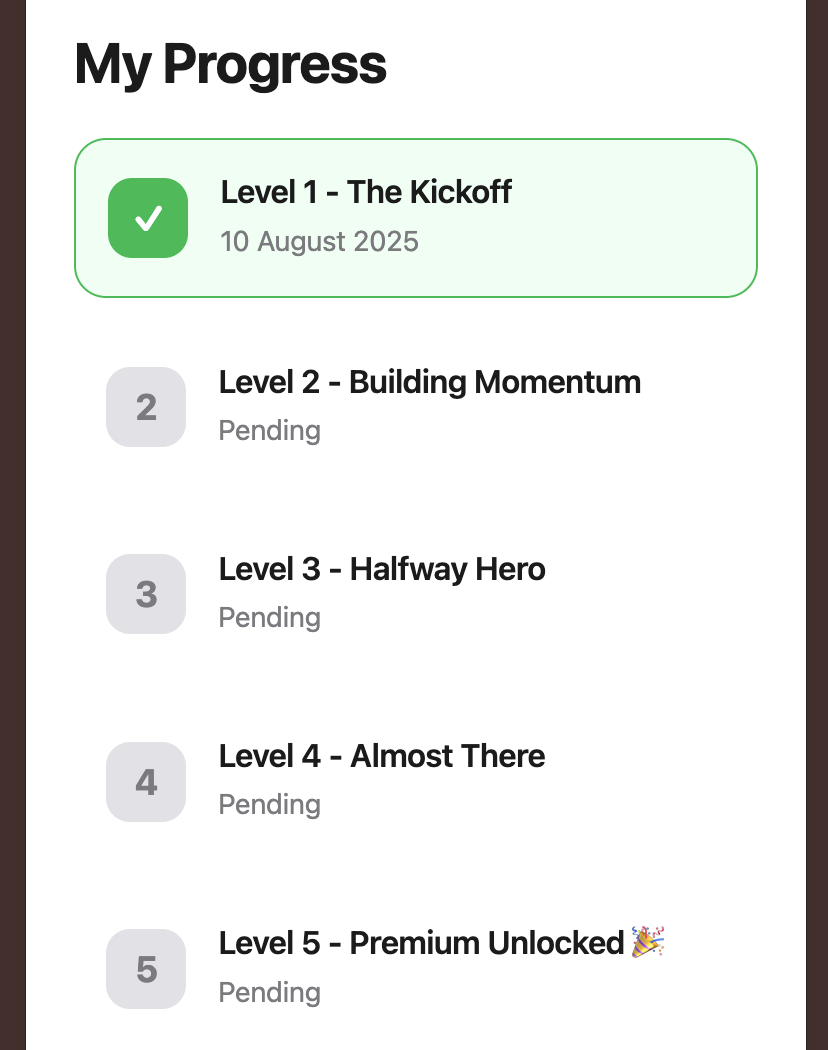 My Progress
Level 1 - The Kickoff
10 August 2025
2
Level 2 - Building Momentum
Pending
3
Level 3 - Halfway Hero
Pending
4
Level 4 - Almost There
Pending
5
Level 5 - Premium Unlocked 🎉
Pending